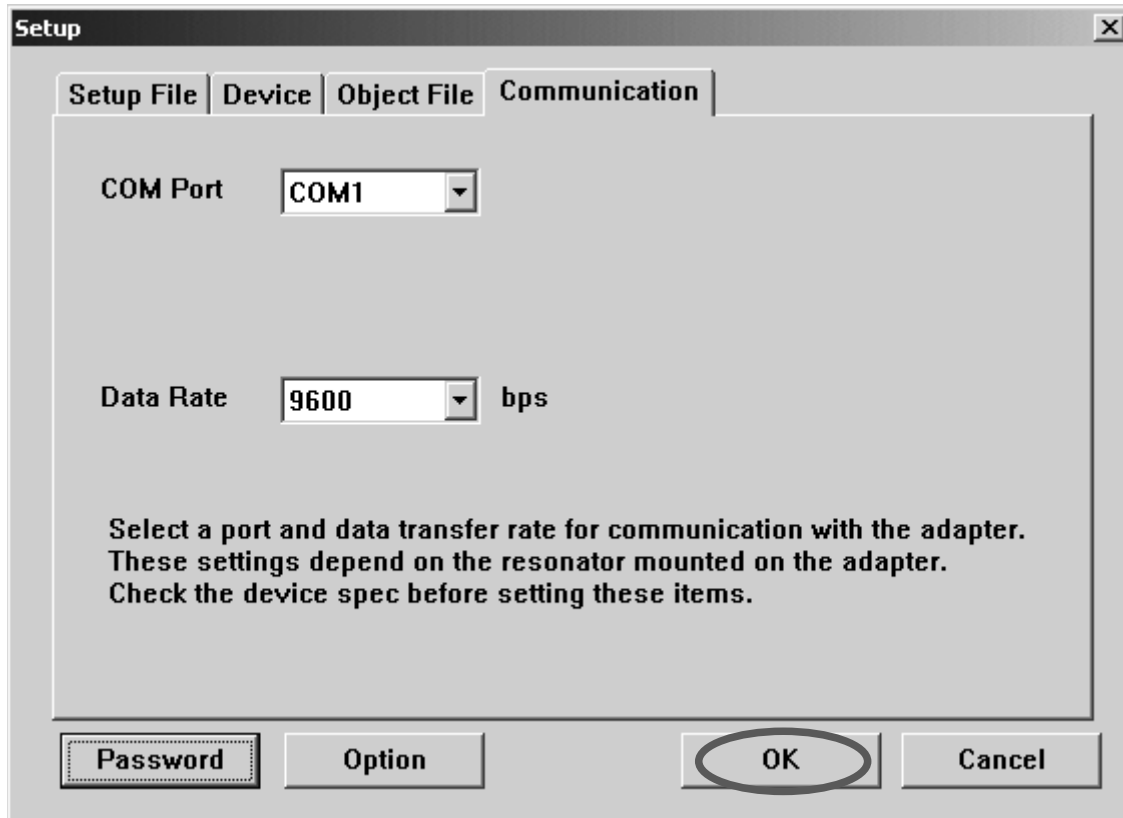 Setup
Setup File Device Object File Communication
COM Port COM1
Data Rate 9600 bps
Select a port and data transfer rate for communication with the adapter.
These settings depend on the resonator mounted on the adapter.
Check the device spec before setting these items.
Password Option OK Cancel